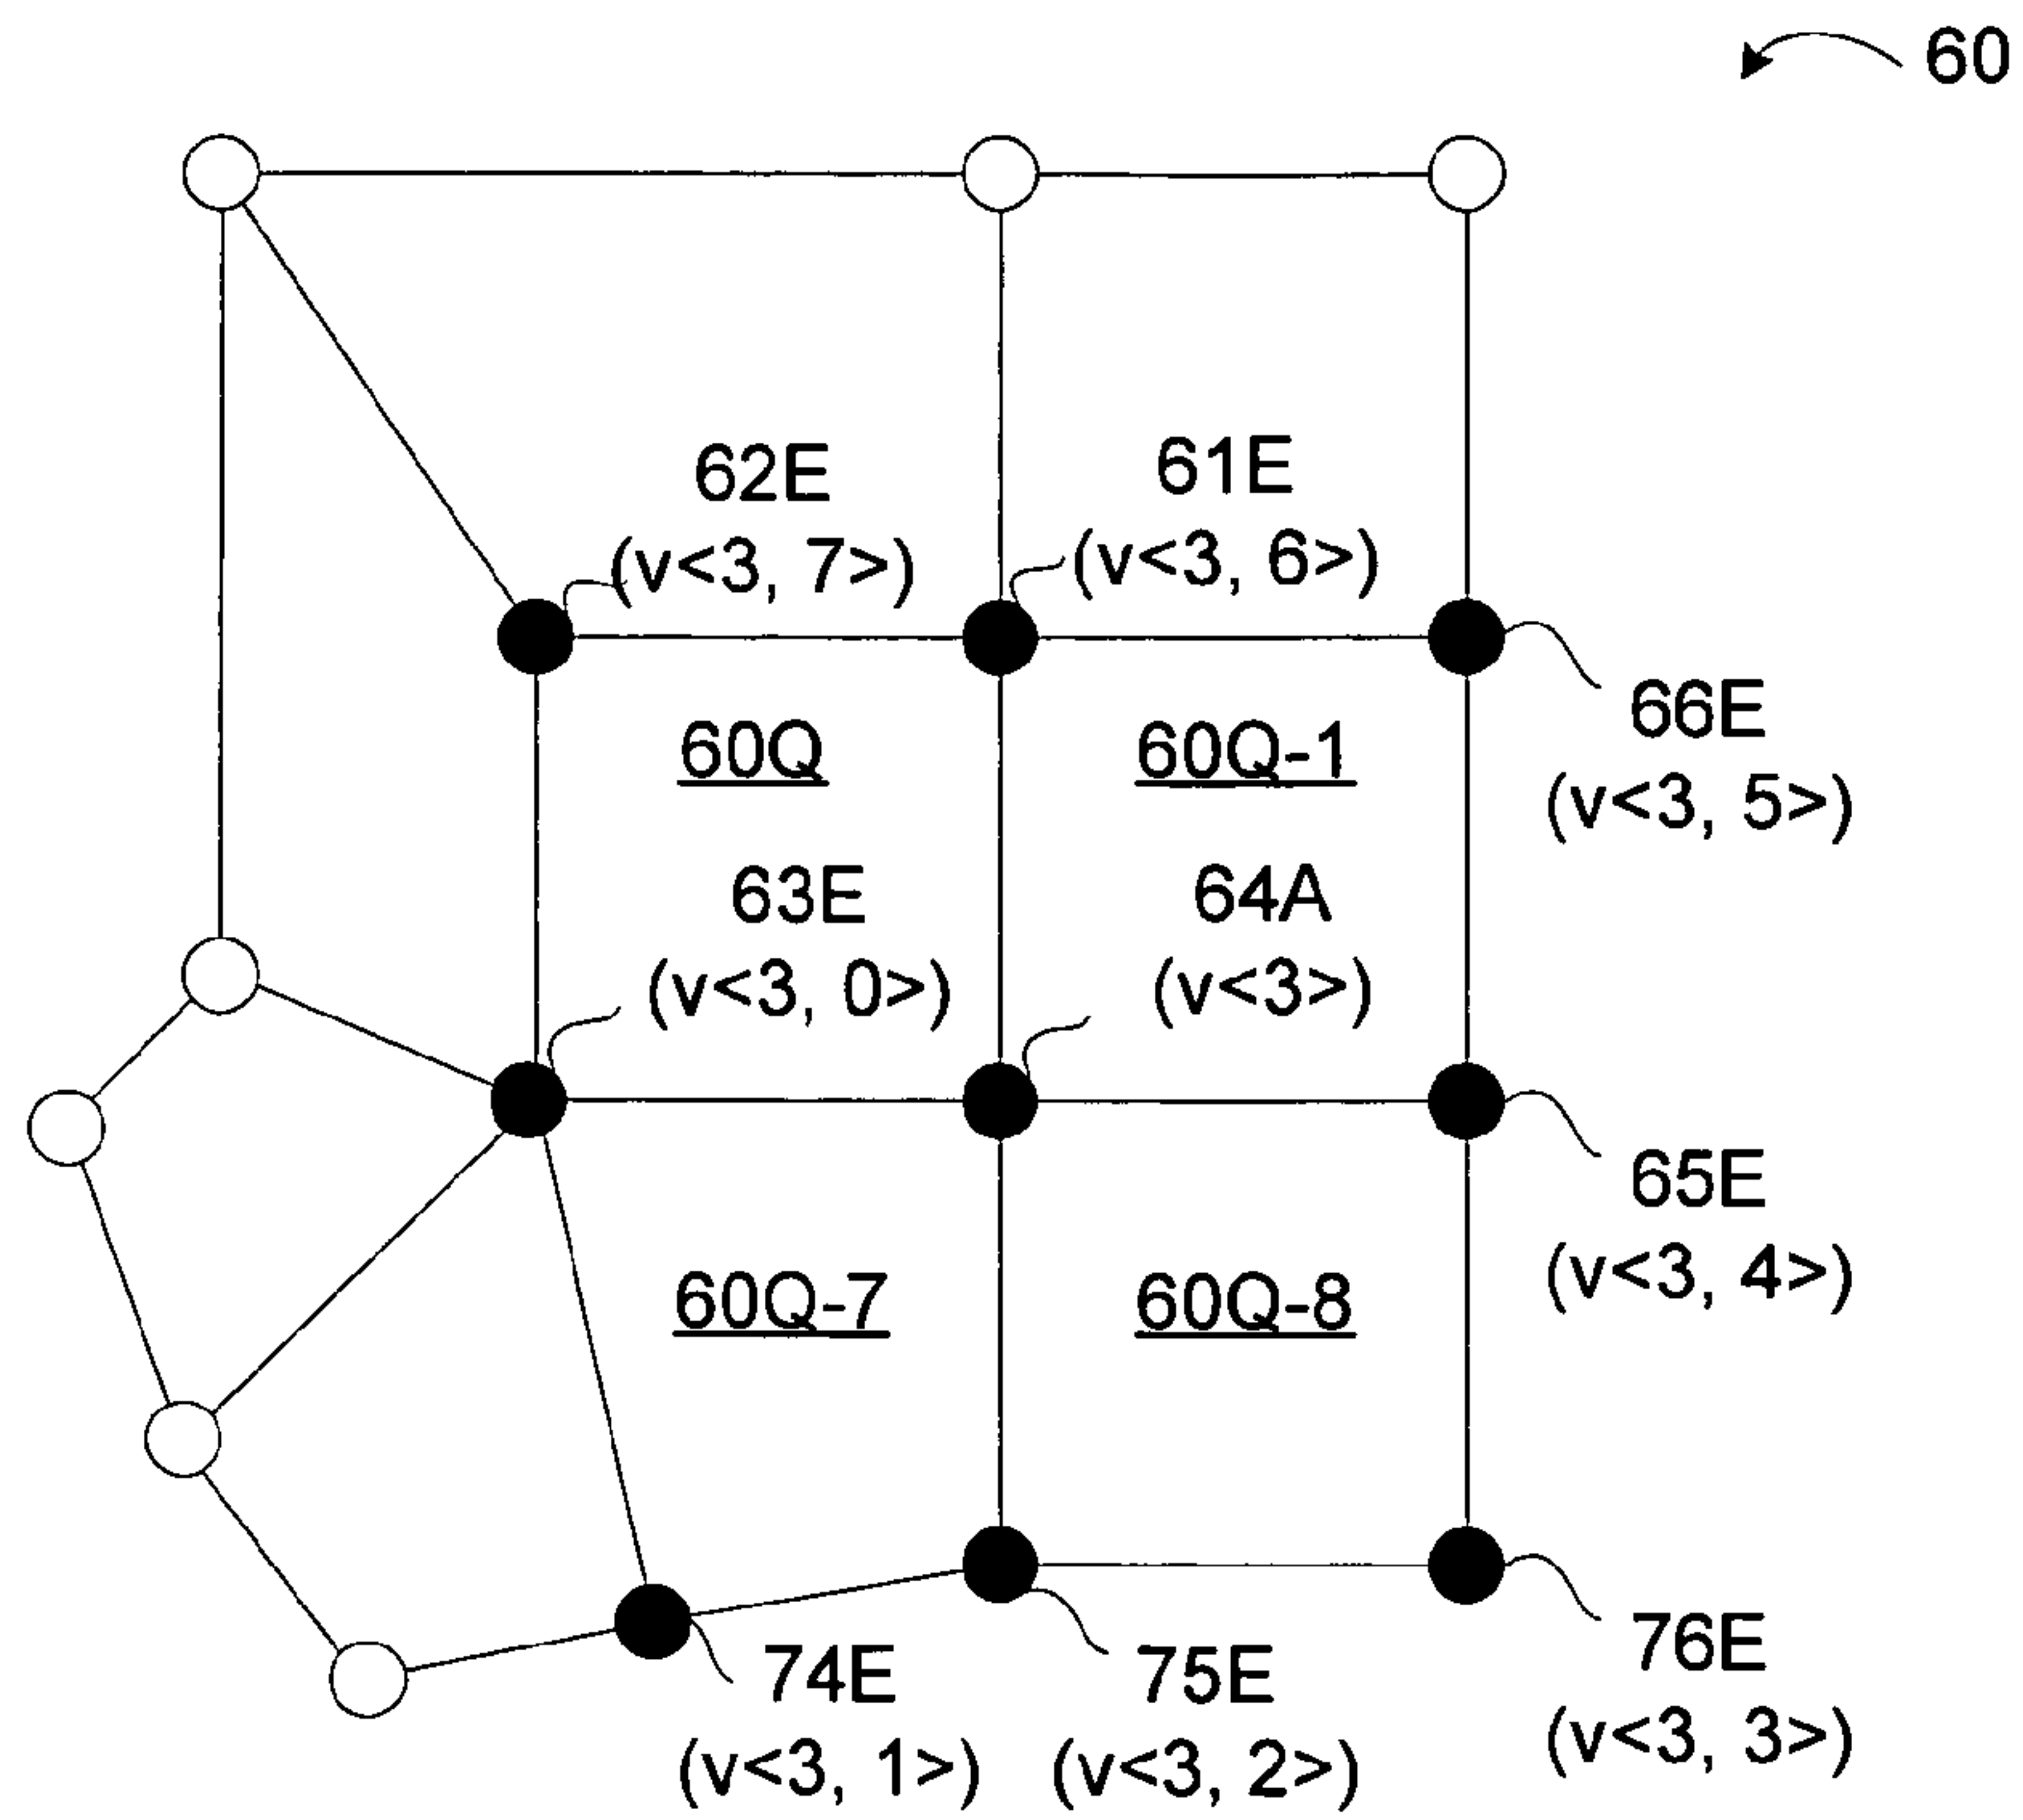 60
62E
(v<3, 7>)
61E
(v<3, 6>)
66E
(v<3, 5>)
60Q
60Q-1
63E
(v<3, 0>)
64A
(v<3>)
65E
(v<3, 4>)
60Q-7
60Q-8
74E
(v<3, 1>)
75E
(v<3, 2>)
76E
(v<3, 3>)